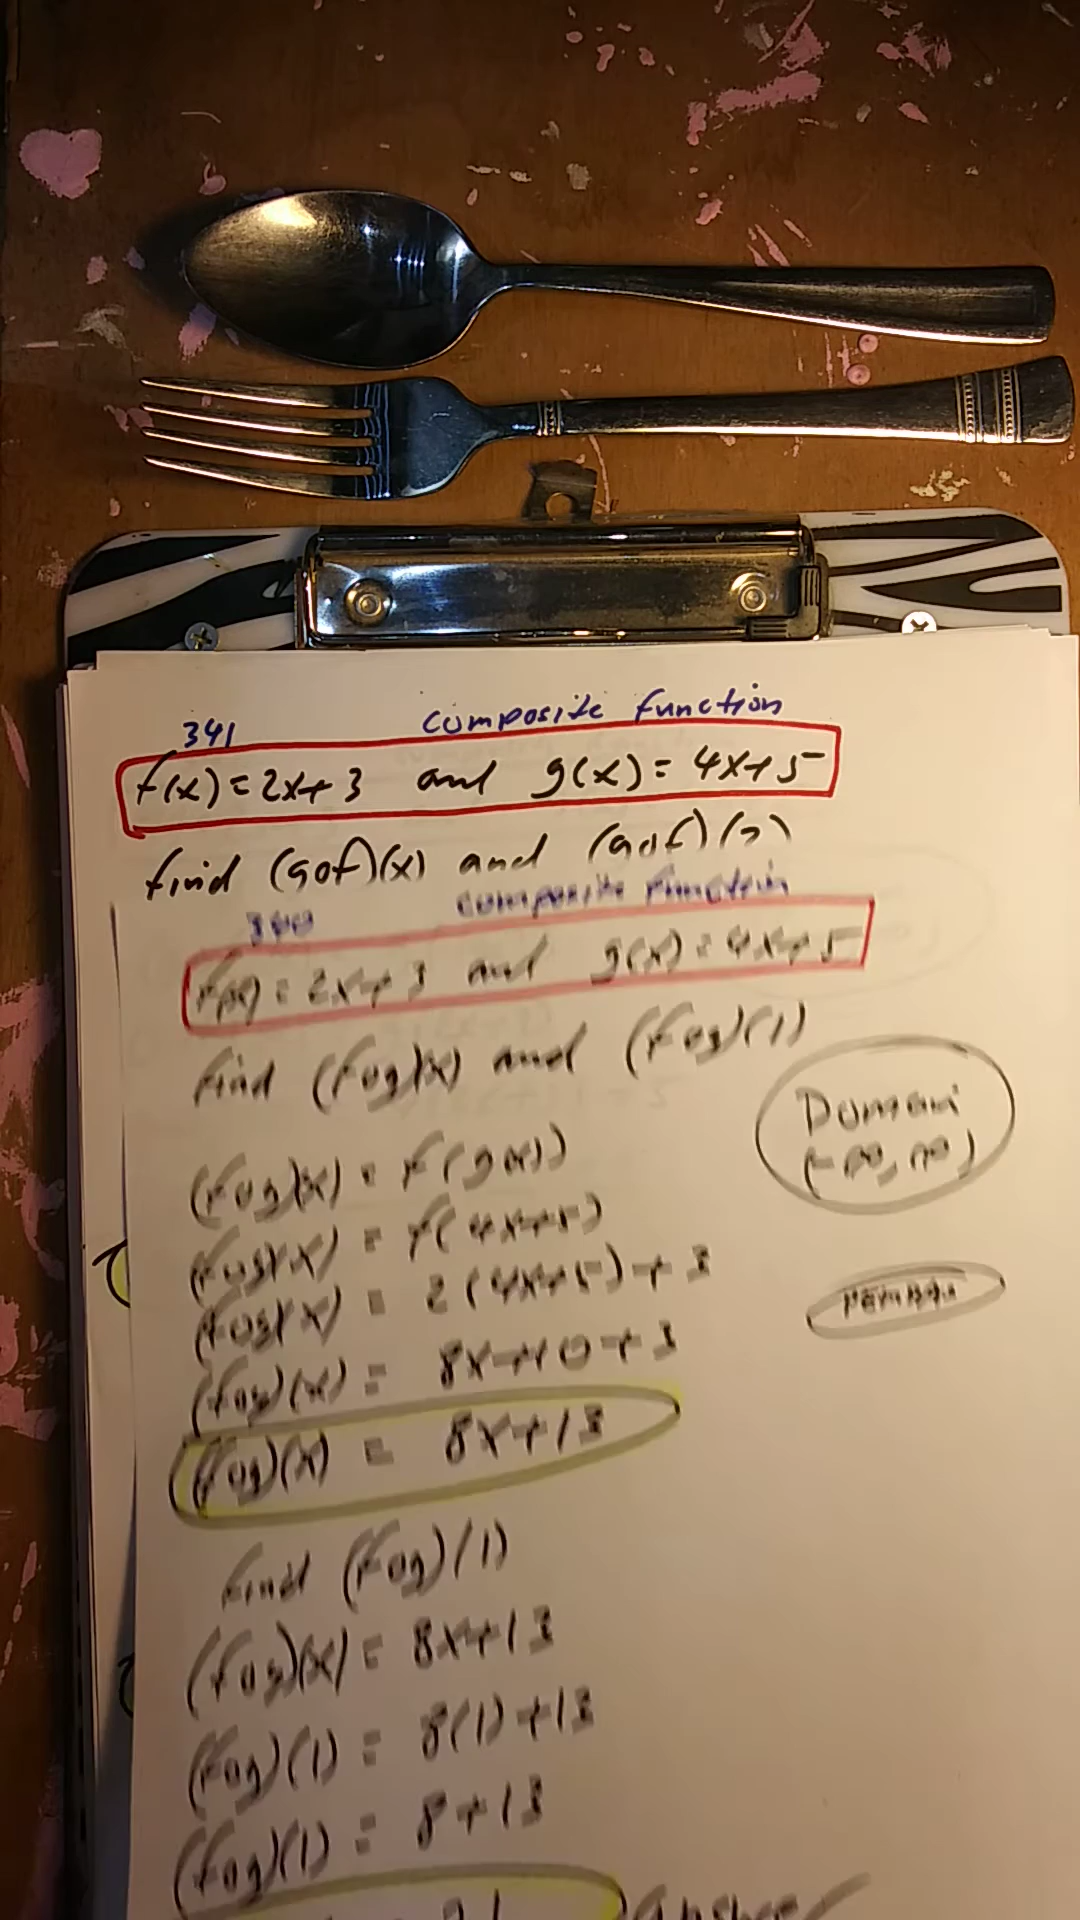 341 composite function
f(x) = 2x+3 and g(x) = 4x+5
find (gof)(x) and (gof)
340 composite function
f(x) = 2x+3 and g(x) = 4x+5
Find (fog)(x) and (fog)(1)
Domain
(-∞, ∞)
(fog)(x) = f(g(x))
(fog)(x) = f(4x+5)
(fog)(x) = 2(4x+5)+3
(fog)(x) = 8x+10+3
(fog)(x) = 8x+13
Find (fog)(1)
(fog)(x) = 8x+13
(fog)(1) = 8(1)+13
(fog)(1) = 8+13